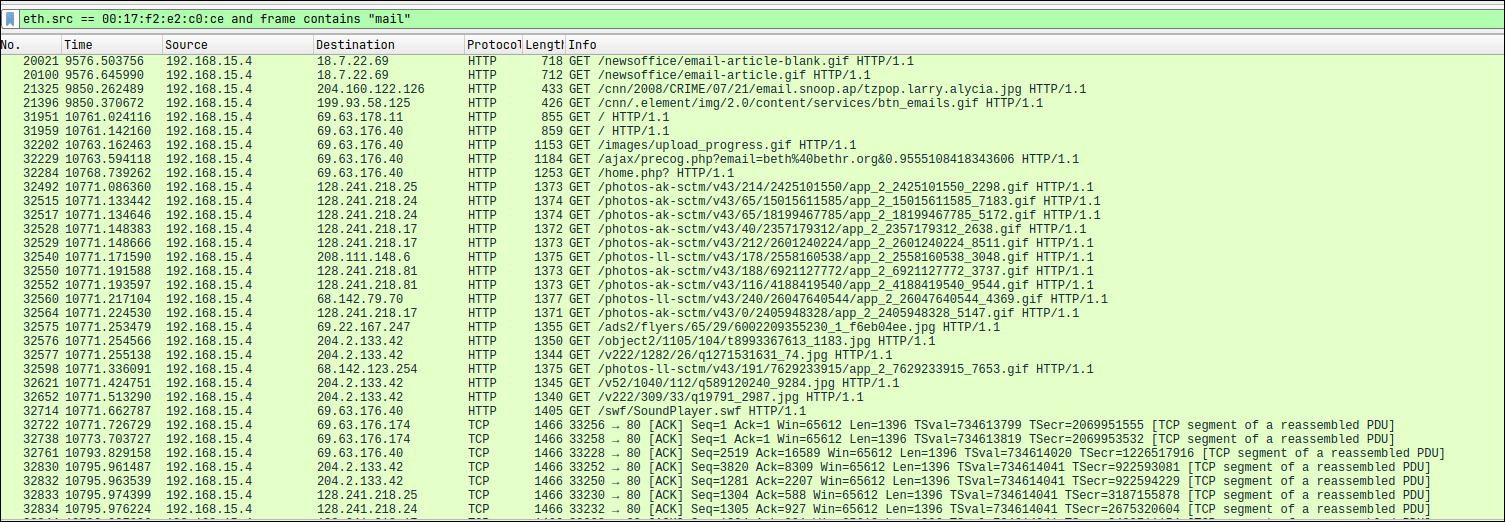 eth.src == 00:17:f2:e2:c0:ce and frame contains "mail"
No. Time Source Destination Protocol Length Info
20021 9576.503756 192.168.15.4 18.7.22.69 HTTP 718 GET /newsoffice/email-article-blank.gif HTTP/1.1
20100 9576.645990 192.168.15.4 18.7.22.69 HTTP 712 GET /newsoffice/email-article.gif HTTP/1.1
21325 9850.262489 192.168.15.4 204.160.122.126 HTTP 433 GET /cnn/2008/CRIME/07/21/email.snoop.ap/tzpop.larry.alycia.jpg HTTP/1.1
21396 9850.370672 192.168.15.4 199.93.58.125 HTTP 426 GET /cnn/.element/img/2.0/content/services/btn_emails.gif HTTP/1.1
31951 10761.024116 192.168.15.4 69.63.178.11 HTTP 855 GET / HTTP/1.1
31959 10761.142160 192.168.15.4 69.63.176.40 HTTP 859 GET / HTTP/1.1
32202 10763.162463 192.168.15.4 69.63.176.40 HTTP 1153 GET /images/upload_progress.gif HTTP/1.1
32229 10763.594118 192.168.15.4 69.63.176.40 HTTP 1184 GET /ajax/precog.php?email=beth%40bethr.org&0.9555108418343606 HTTP/1.1
32284 10768.739262 192.168.15.4 69.63.176.40 HTTP 1253 GET /home.php? HTTP/1.1
32492 10771.086360 192.168.15.4 128.241.218.25 HTTP 1373 GET /photos-ak-sctm/v43/214/2425101550/app_2_2425101550_2298.gif HTTP/1.1
32515 10771.133442 192.168.15.4 128.241.218.24 HTTP 1374 GET /photos-ak-sctm/v43/65/15015611585/app_2_15015611585_7183.gif HTTP/1.1
32517 10771.134646 192.168.15.4 128.241.218.24 HTTP 1374 GET /photos-ak-sctm/v43/65/18199467785/app_2_18199467785_5172.gif HTTP/1.1
32528 10771.148383 192.168.15.4 128.241.218.17 HTTP 1372 GET /photos-ak-sctm/v43/40/2357179312/app_2_2357179312_2638.gif HTTP/1.1
32529 10771.148666 192.168.15.4 128.241.218.17 HTTP 1373 GET /photos-ak-sctm/v43/212/2601240224/app_2_2601240224_8511.gif HTTP/1.1
32540 10771.171590 192.168.15.4 208.111.148.6 HTTP 1375 GET /photos-ll-sctm/v43/178/2558160538/app_2_2558160538_3048.gif HTTP/1.1
32550 10771.191588 192.168.15.4 128.241.218.81 HTTP 1373 GET /photos-ak-sctm/v43/188/6921127772/app_2_6921127772_3737.gif HTTP/1.1
32552 10771.193597 192.168.15.4 128.241.218.81 HTTP 1373 GET /photos-ak-sctm/v43/116/4188419540/app_2_4188419540_9544.gif HTTP/1.1
32560 10771.217104 192.168.15.4 68.142.79.70 HTTP 1377 GET /photos-ll-sctm/v43/240/26047640544/app_2_26047640544_4369.gif HTTP/1.1
32564 10771.224530 192.168.15.4 128.241.218.17 HTTP 1371 GET /photos-ak-sctm/v43/0/2405948328/app_2_2405948328_5147.gif HTTP/1.1
32575 10771.253479 192.168.15.4 69.22.167.247 HTTP 1355 GET /ads2/flyers/65/29/6002209355230_1_f6eb04ee.jpg HTTP/1.1
32576 10771.254566 192.168.15.4 204.2.133.42 HTTP 1350 GET /object2/1105/104/t8993367613_1183.jpg HTTP/1.1
32577 10771.255138 192.168.15.4 204.2.133.42 HTTP 1344 GET /v222/1282/26/q1271531631_74.jpg HTTP/1.1
32598 10771.336091 192.168.15.4 68.142.123.254 HTTP 1375 GET /photos-ll-sctm/v43/191/7629233915/app_2_7629233915_7653.gif HTTP/1.1
32621 10771.424751 192.168.15.4 204.2.133.42 HTTP 1345 GET /v52/1040/112/q589120240_9284.jpg HTTP/1.1
32652 10771.513290 192.168.15.4 204.2.133.42 HTTP 1340 GET /v222/309/33/q19791_2987.jpg HTTP/1.1
32714 10771.662787 192.168.15.4 69.63.176.40 HTTP 1405 GET /swf/SoundPlayer.swf HTTP/1.1
32722 10771.726729 192.168.15.4 69.63.176.174 TCP 1466 33256 → 80 [ACK] Seq=1 Ack=1 Win=65612 Len=1396 TSval=734613799 TSecr=2069951555 [TCP segment of a reassembled PDU]
32738 10773.703727 192.168.15.4 69.63.176.174 TCP 1466 33258 → 80 [ACK] Seq=1 Ack=1 Win=65612 Len=1396 TSval=734613819 TSecr=2069953532 [TCP segment of a reassembled PDU]
32761 10793.829158 192.168.15.4 69.63.176.40 TCP 1466 33228 → 80 [ACK] Seq=2519 Ack=16589 Win=65612 Len=1396 TSval=734614020 TSecr=1226517916 [TCP segment of a reassembled PDU]
32830 10795.961487 192.168.15.4 204.2.133.42 TCP 1466 33252 → 80 [ACK] Seq=3820 Ack=8309 Win=65612 Len=1396 TSval=734614041 TSecr=922593081 [TCP segment of a reassembled PDU]
32832 10795.963539 192.168.15.4 204.2.133.42 TCP 1466 33250 → 80 [ACK] Seq=1281 Ack=2207 Win=65612 Len=1396 TSval=734614041 TSecr=922594229 [TCP segment of a reassembled PDU]
32833 10795.974399 192.168.15.4 128.241.218.25 TCP 1466 33230 → 80 [ACK] Seq=1304 Ack=588 Win=65612 Len=1396 TSval=734614041 TSecr=3187155878 [TCP segment of a reassembled PDU]
32834 10795.976224 192.168.15.4 128.241.218.24 TCP 1466 33232 → 80 [ACK] Seq=1305 Ack=927 Win=65612 Len=1396 TSval=734614041 TSecr=2675320604 [TCP segment of a reassembled PDU]